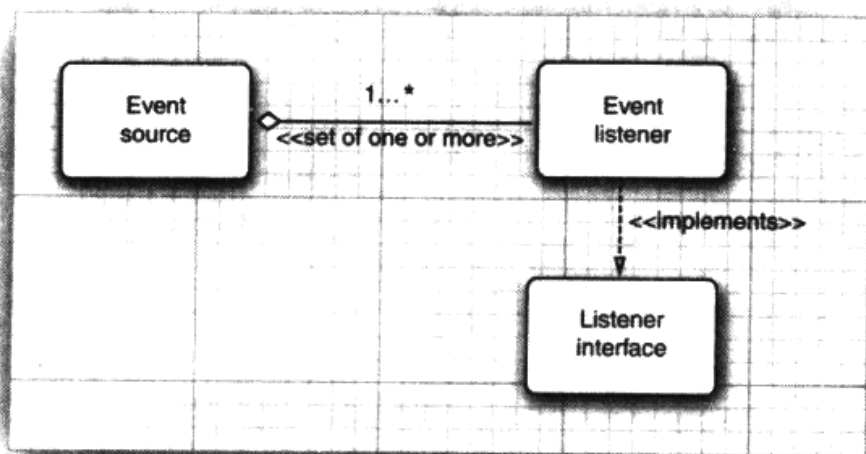 Event
source
1...*
<<set of one or more>>
Event
listener
<<implements>>
Listener
interface